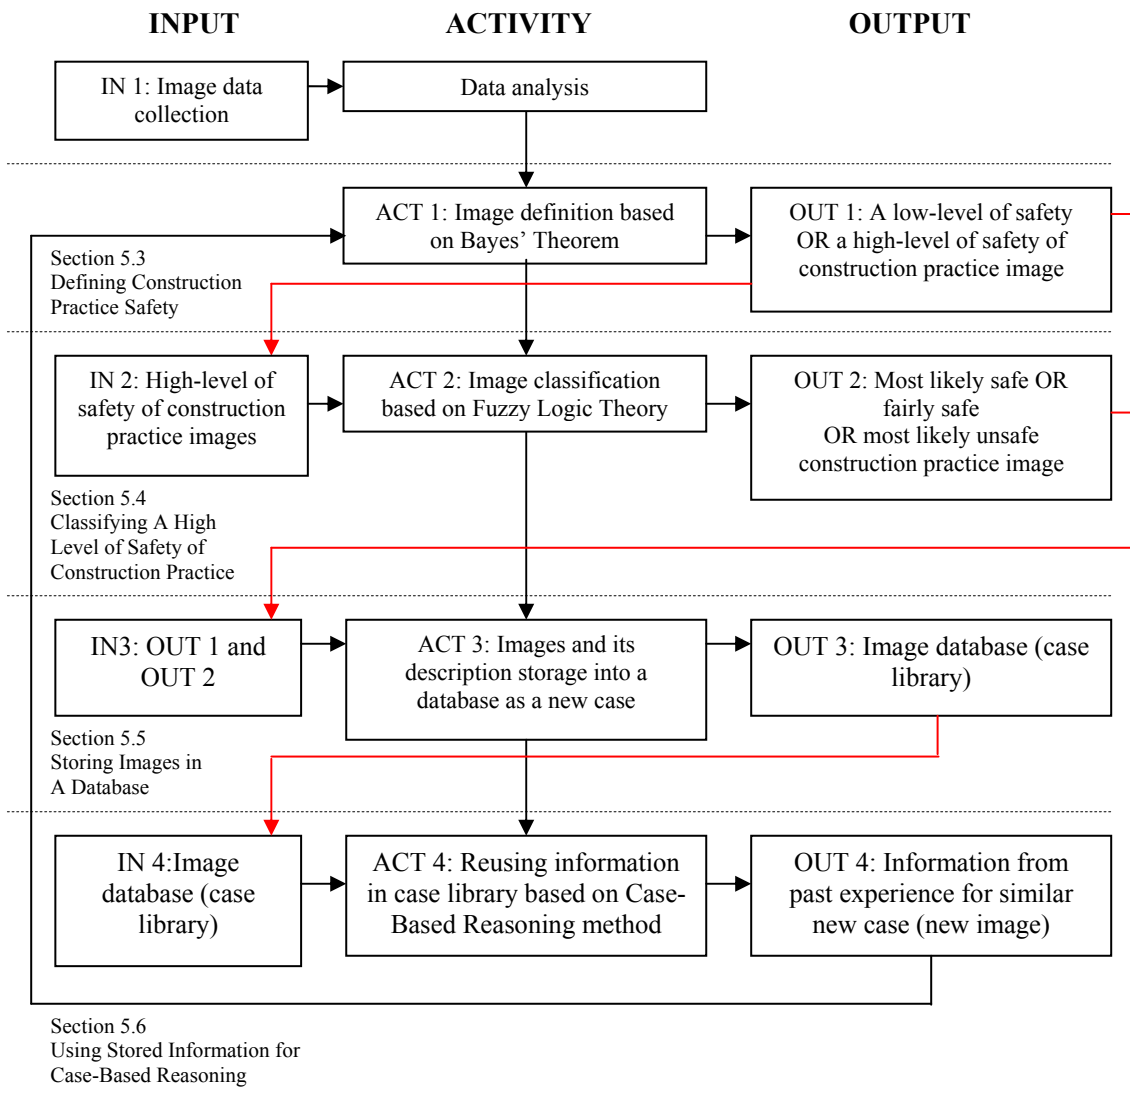 INPUT
ACTIVITY
OUTPUT
IN 1: Image data
collection
Data analysis
ACT 1: Image definition based
on Bayes’ Theorem
OUT 1: A low-level of safety
OR a high-level of safety of
construction practice image
Section 5.3
Defining Construction
Practice Safety
IN 2: High-level of
safety of construction
practice images
ACT 2: Image classification
based on Fuzzy Logic Theory
OUT 2: Most likely safe OR
fairly safe
OR most likely unsafe
construction practice image
Section 5.4
Classifying A High
Level of Safety of
Construction Practice
IN3: OUT 1 and
OUT 2
ACT 3: Images and its
description storage into a
database as a new case
OUT 3: Image database (case
library)
Section 5.5
Storing Images in
A Database
IN 4:Image
database (case
library)
ACT 4: Reusing information
in case library based on Case-
Based Reasoning method
OUT 4: Information from
past experience for similar
new case (new image)
Section 5.6
Using Stored Information for
Case-Based Reasoning